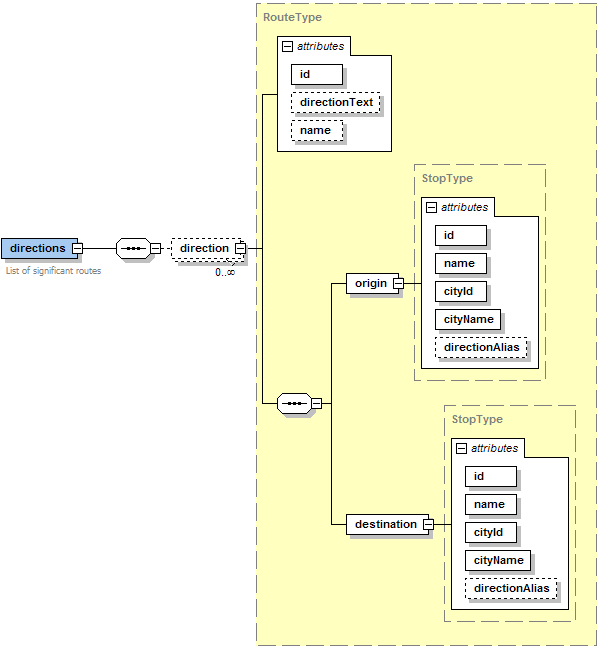 RouteType
attributes
id
directionText
name
StopType
attributes
id
name
cityId
cityName
directionAlias
directions
direction
0..∞
List of significant routes
origin
StopType
attributes
id
name
cityId
cityName
directionAlias
destination